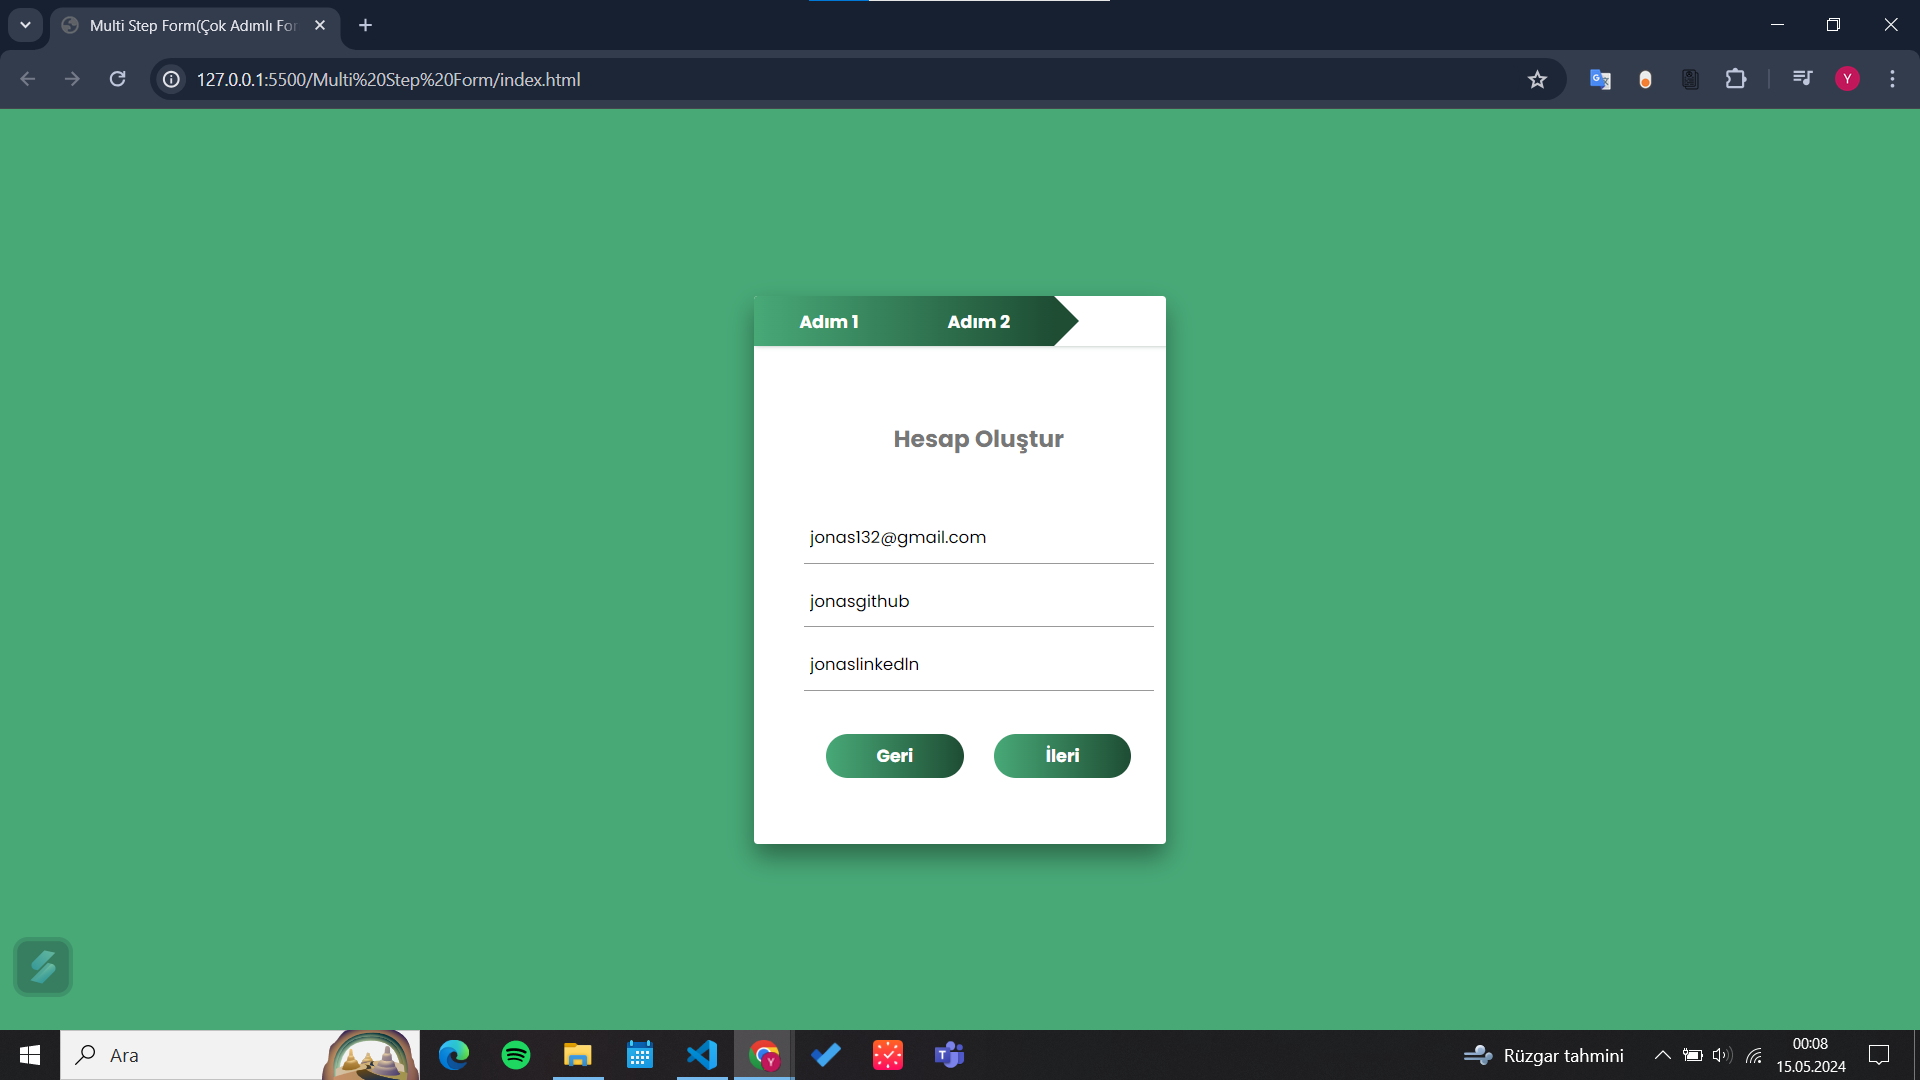 Multi Step Form(Çok Adımlı For
127.0.0.1:5500/Multi%20Step%20Form/index.html
Y
Adım 1
Adım 2
Hesap Oluştur
jonas132@gmail.com
jonasgithub
jonaslinkedln
Geri
İleri
Ara
Rüzgar tahmini
00:08
15.05.2024